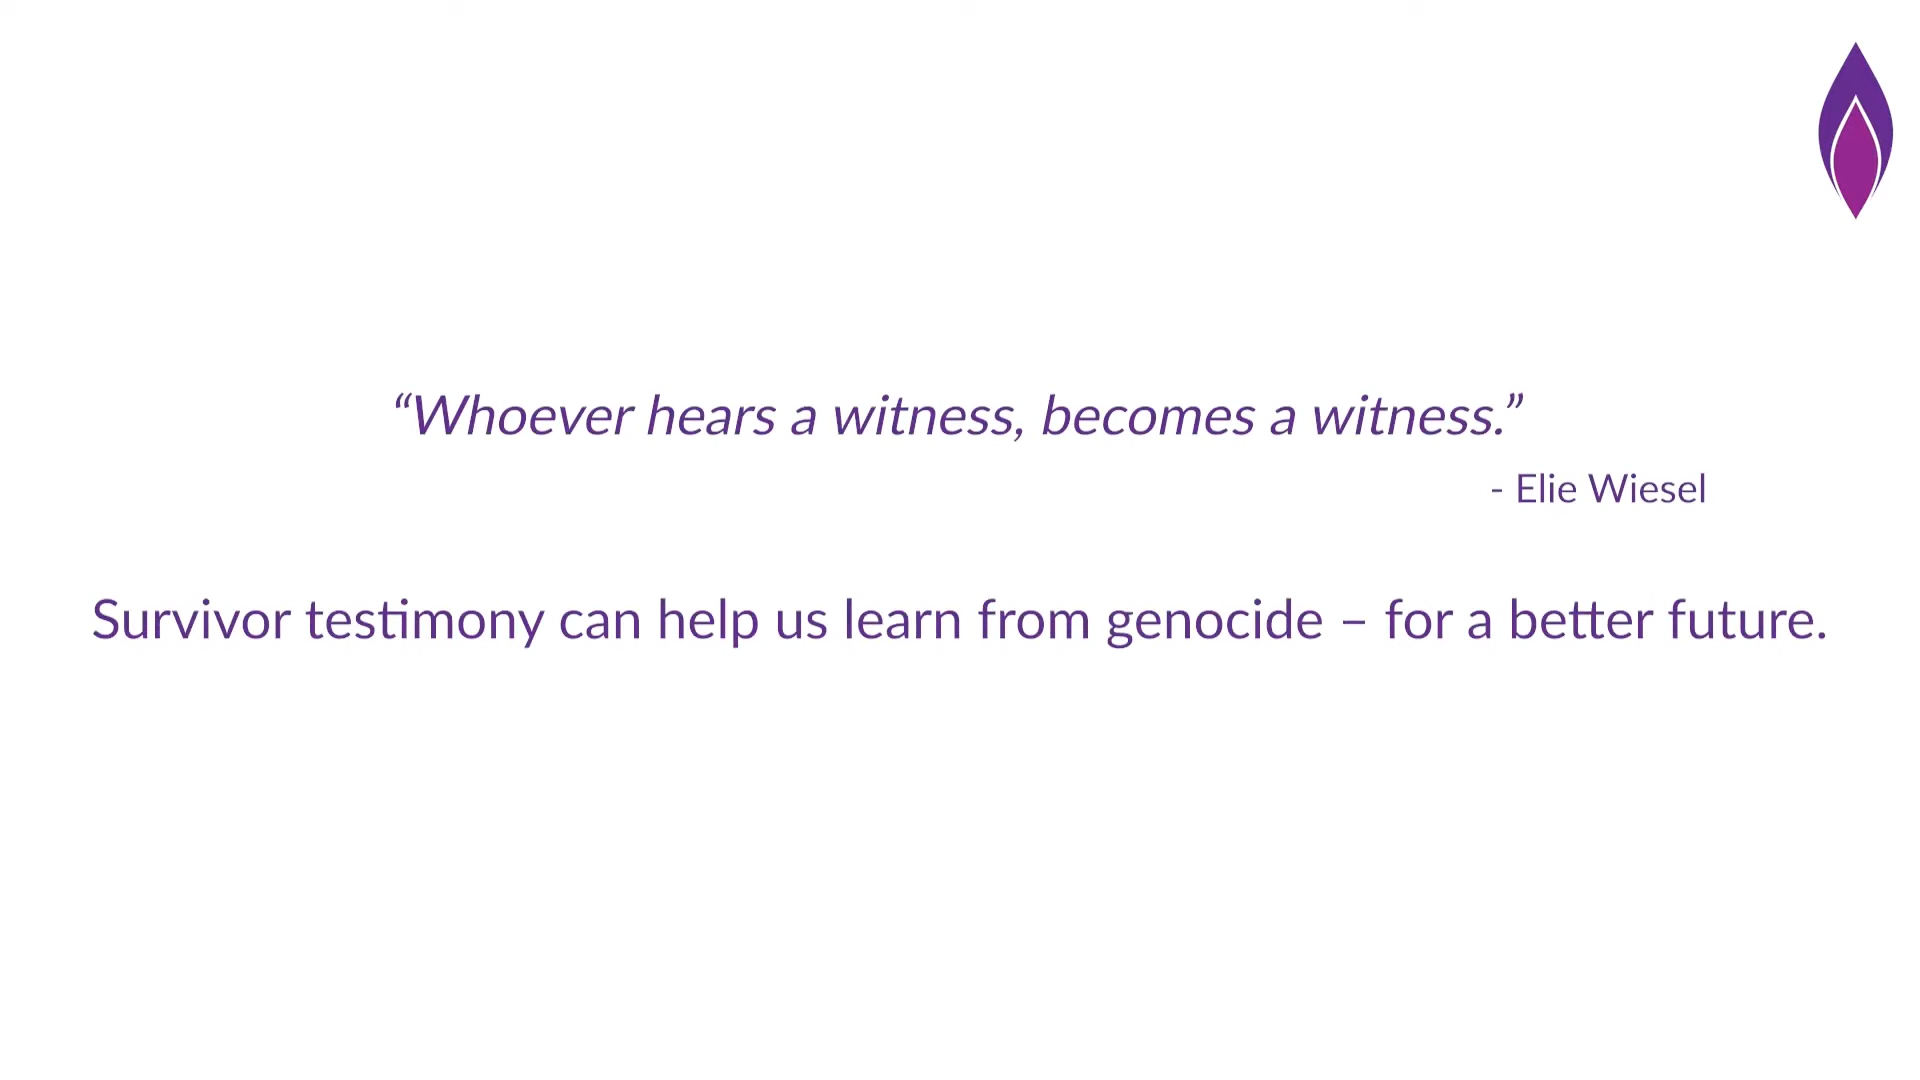 “Whoever hears a witness, becomes a witness.”
- Elie Wiesel
Survivor testimony can help us learn from genocide – for a better future.